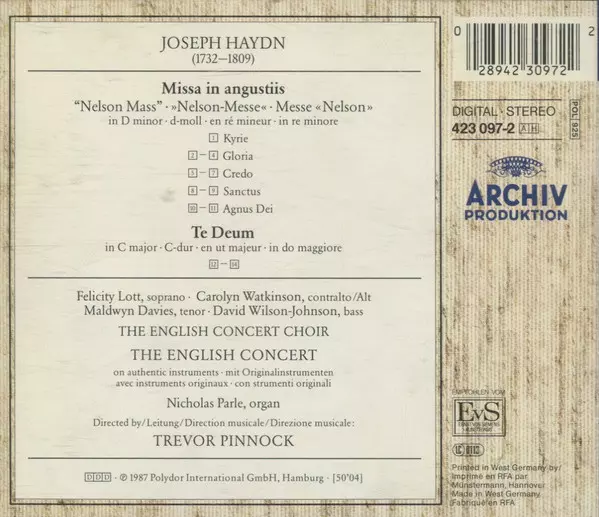 JOSEPH HAYDN
(1732–1809)
Missa in angustiis
“Nelson Mass” · »Nelson-Messe« · Messe «Nelson»
in D minor · d-moll · en ré mineur · in re minore
1 Kyrie
2 – 4 Gloria
5 – 7 Credo
8 – 9 Sanctus
10 – 11 Agnus Dei
Te Deum
in C major · C-dur · en ut majeur · in do maggiore
12 – 14
Felicity Lott, soprano · Carolyn Watkinson, contralto/Alt
Maldwyn Davies, tenor · David Wilson-Johnson, bass
THE ENGLISH CONCERT CHOIR
THE ENGLISH CONCERT
on authentic instruments · mit Originalinstrumenten
avec instruments originaux · con strumenti originali
Nicholas Parle, organ
Directed by/Leitung/Direction musicale/Direzione musicale:
TREVOR PINNOCK
DDD · ℗ 1987 Polydor International GmbH, Hamburg · [50'04]
0 28942 30972 2
DIGITAL · STEREO
423 097-2 AH
POL 925
ARCHIV
PRODUKTION
EMPFOHLEN VOM
EvS
Printed in West Germany by/
Imprimé en RFA par
Münstermann, Hannover
Made in West Germany
Fabriqué en RFA